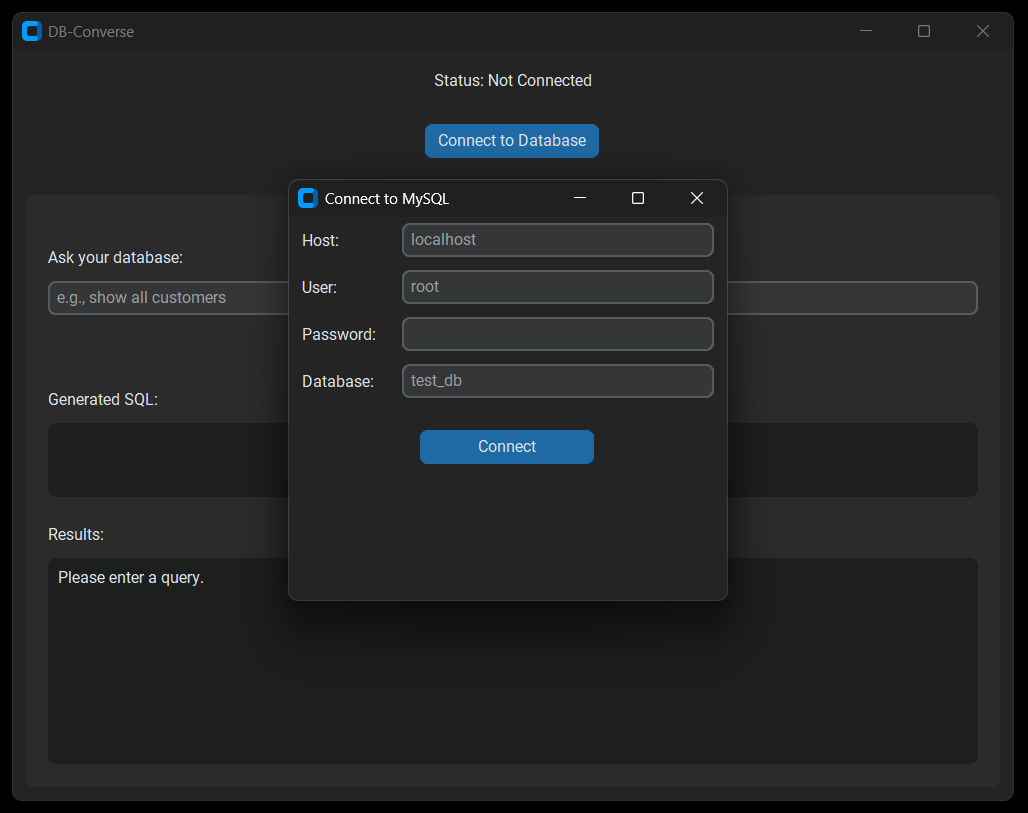 DB-Converse
Status: Not Connected
Connect to Database
Connect to MySQL
Host:
localhost
User:
root
Password:
Database:
test_db
Connect
Ask your database:
e.g., show all customers
Generated SQL:
Results:
Please enter a query.